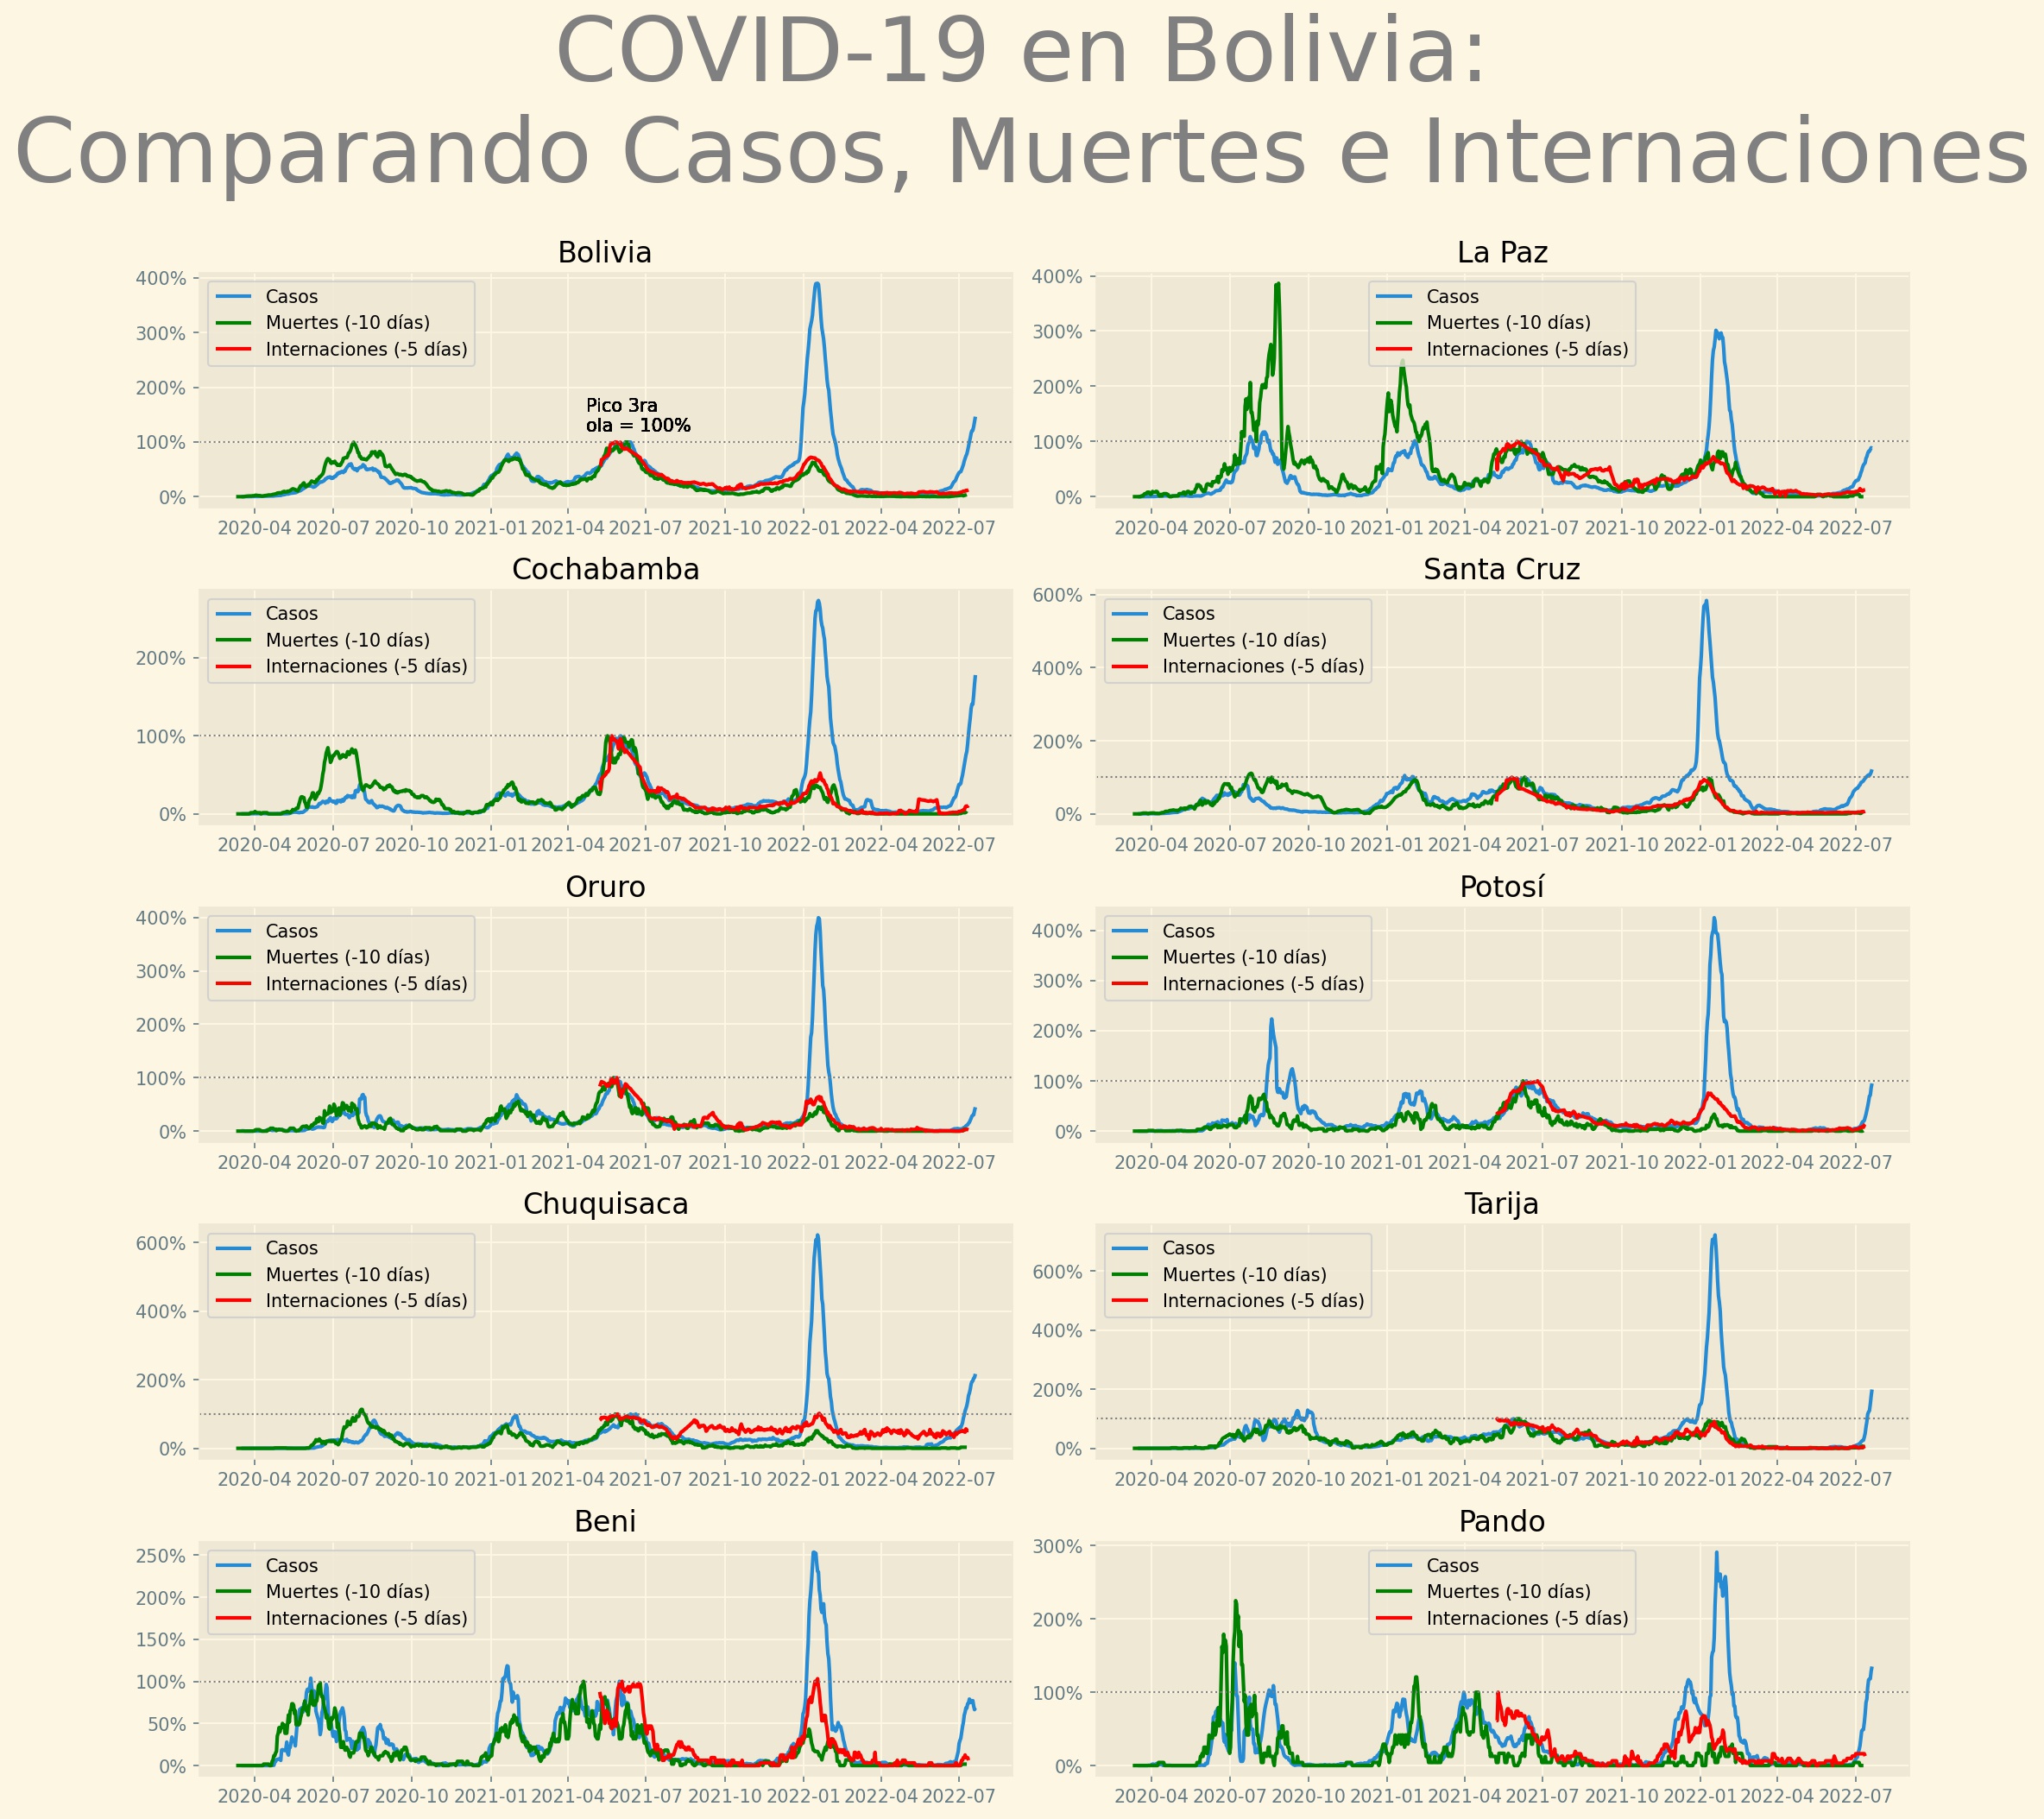 COVID-19 en Bolivia:
Comparando Casos, Muertes e Internaciones
Bolivia
400%
300%
200%
100%
0%
Casos
Muertes (-10 días)
Internaciones (-5 días)
Pico 3ra
ola = 100%
2020-04 2020-07 2020-10 2021-01 2021-04 2021-07 2021-10 2022-01 2022-04 2022-07
La Paz
400%
300%
200%
100%
0%
Casos
Muertes (-10 días)
Internaciones (-5 días)
2020-04 2020-07 2020-10 2021-01 2021-04 2021-07 2021-10 2022-01 2022-04 2022-07
Cochabamba
200%
100%
0%
Casos
Muertes (-10 días)
Internaciones (-5 días)
2020-04 2020-07 2020-10 2021-01 2021-04 2021-07 2021-10 2022-01 2022-04 2022-07
Santa Cruz
600%
400%
200%
0%
Casos
Muertes (-10 días)
Internaciones (-5 días)
2020-04 2020-07 2020-10 2021-01 2021-04 2021-07 2021-10 2022-01 2022-04 2022-07
Oruro
400%
300%
200%
100%
0%
Casos
Muertes (-10 días)
Internaciones (-5 días)
2020-04 2020-07 2020-10 2021-01 2021-04 2021-07 2021-10 2022-01 2022-04 2022-07
Potosí
400%
300%
200%
100%
0%
Casos
Muertes (-10 días)
Internaciones (-5 días)
2020-04 2020-07 2020-10 2021-01 2021-04 2021-07 2021-10 2022-01 2022-04 2022-07
Chuquisaca
600%
400%
200%
0%
Casos
Muertes (-10 días)
Internaciones (-5 días)
2020-04 2020-07 2020-10 2021-01 2021-04 2021-07 2021-10 2022-01 2022-04 2022-07
Tarija
600%
400%
200%
0%
Casos
Muertes (-10 días)
Internaciones (-5 días)
2020-04 2020-07 2020-10 2021-01 2021-04 2021-07 2021-10 2022-01 2022-04 2022-07
Beni
250%
200%
150%
100%
50%
0%
Casos
Muertes (-10 días)
Internaciones (-5 días)
2020-04 2020-07 2020-10 2021-01 2021-04 2021-07 2021-10 2022-01 2022-04 2022-07
Pando
300%
200%
100%
0%
Casos
Muertes (-10 días)
Internaciones (-5 días)
2020-04 2020-07 2020-10 2021-01 2021-04 2021-07 2021-10 2022-01 2022-04 2022-07